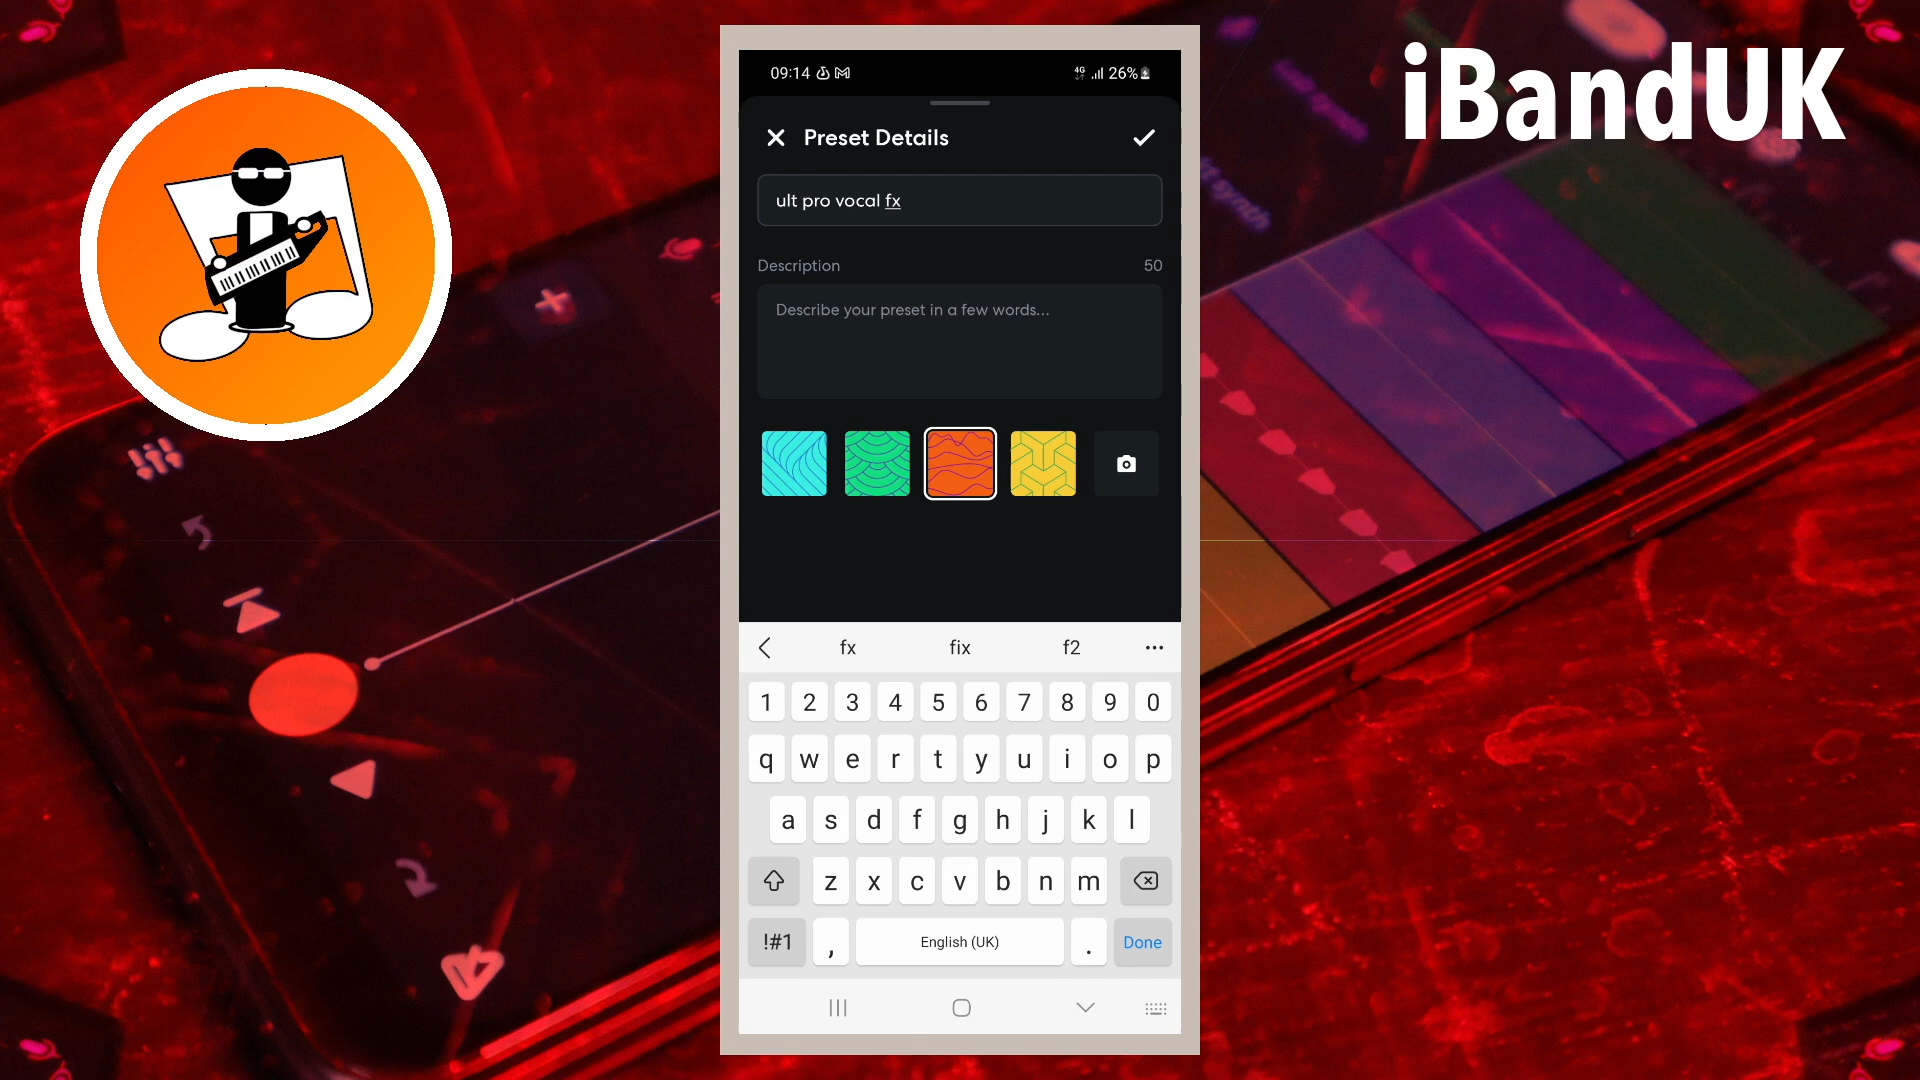 iBandUK
09:14 4G 26%
Preset Details
ult pro vocal fx
Description 50
Describe your preset in a few words...
fx fix f2
1 2 3 4 5 6 7 8 9 0
q w e r t y u i o p
a s d f g h j k l
z x c v b n m
!#1 , English (UK) . Done